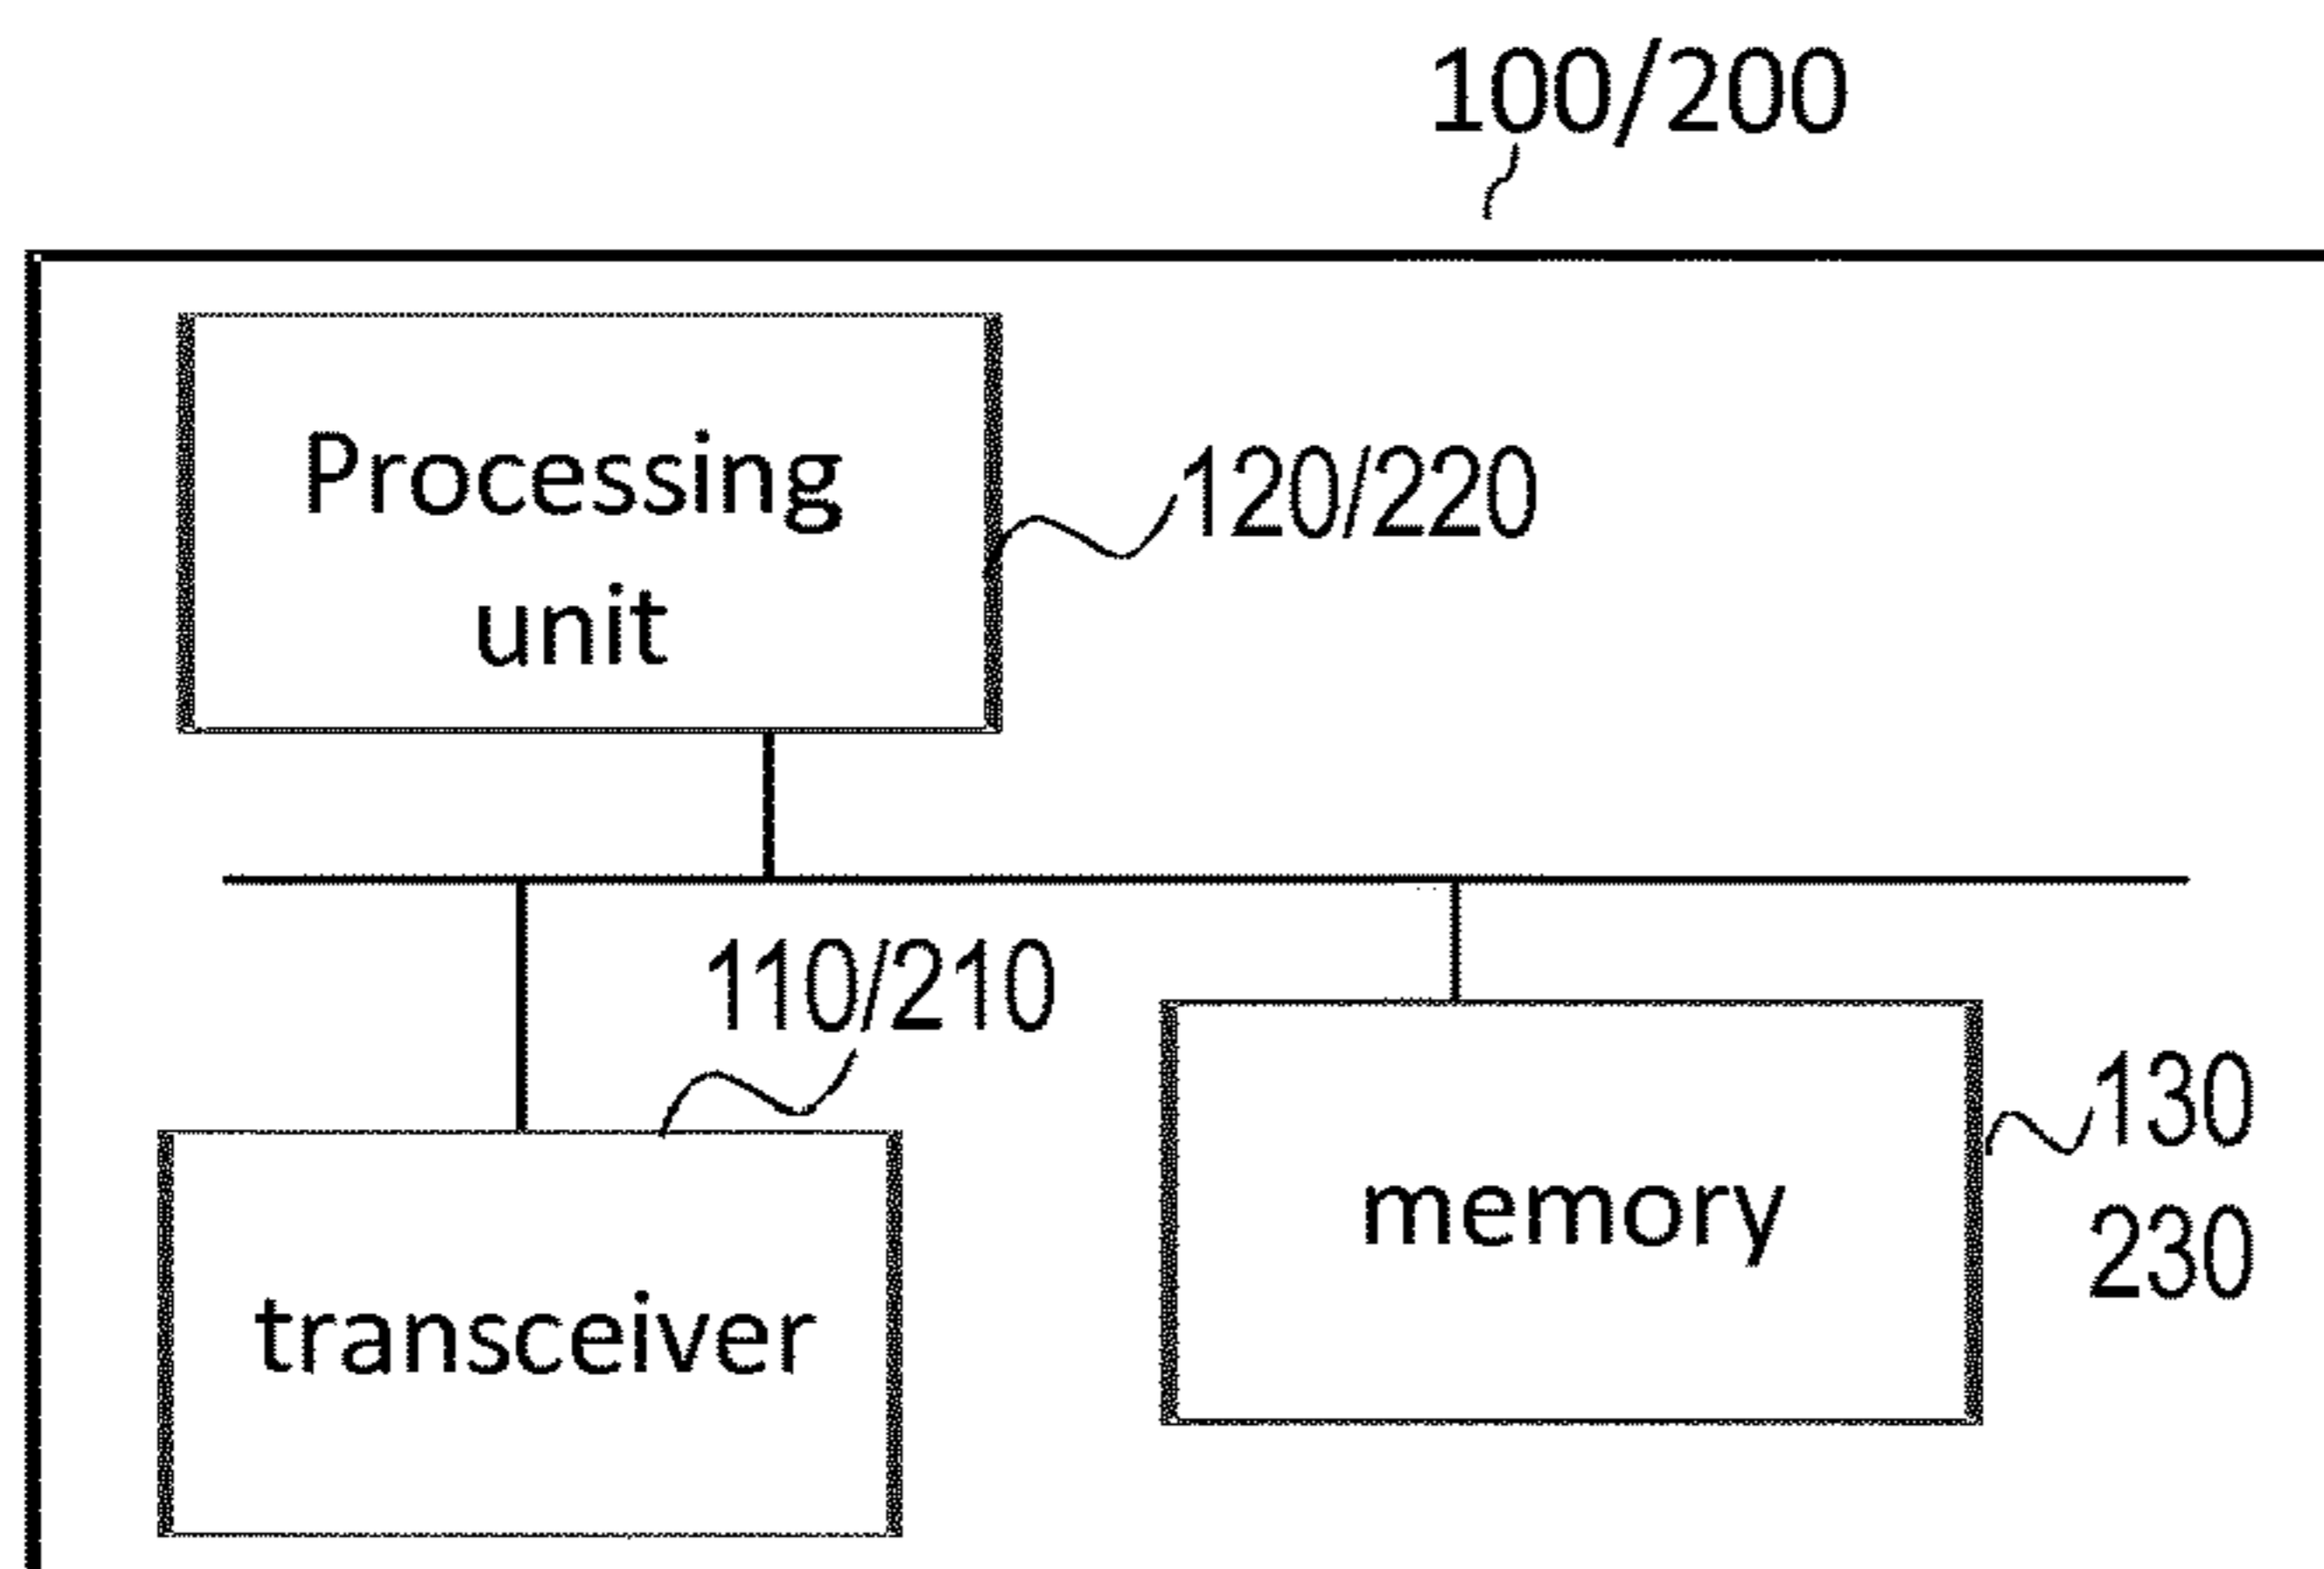 100/200
Processing
unit
120/220
110/210
transceiver
memory
130
230